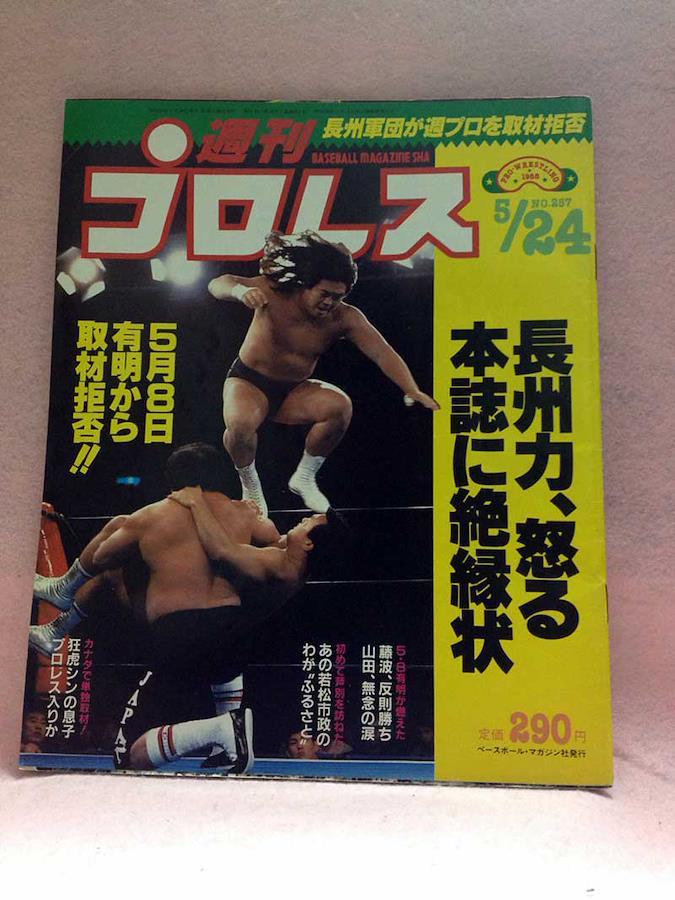 長州軍団が週プロを取材拒否
週刊
BASEBALL MAGAZINE SHA
プロレス
PRO-WRESTLING
1988
NO.257
5/24
長州力、怒る
本誌に絶縁状
5月8日
有明から
取材拒否!!
5・8有明が燃えた
藤波、反則勝ち
山田、無念の涙
初めて芦別を訪ねた
あの若松市政の
わが“ふるさと”
カナダで単独取材!
狂虎シンの息子
プロレス入りか
JAPAN
定価290円
ベースボール・マガジン社発行